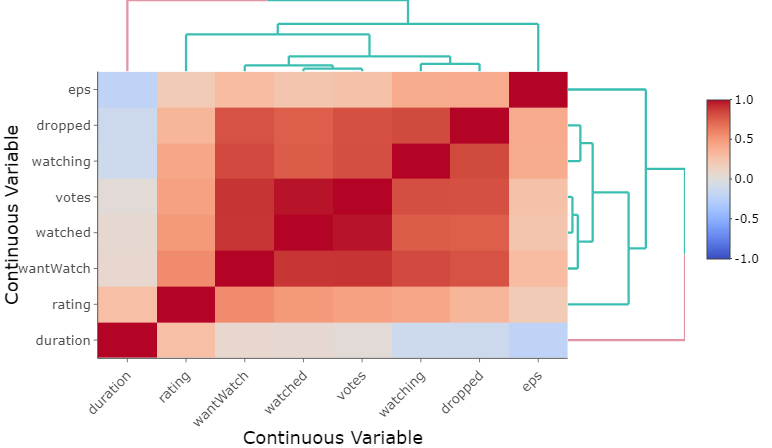 eps
dropped
watching
votes
watched
wantWatch
rating
duration
Continuous Variable
duration
rating
wantWatch
watched
votes
watching
dropped
eps
Continuous Variable
1.0
0.5
0.0
-0.5
-1.0